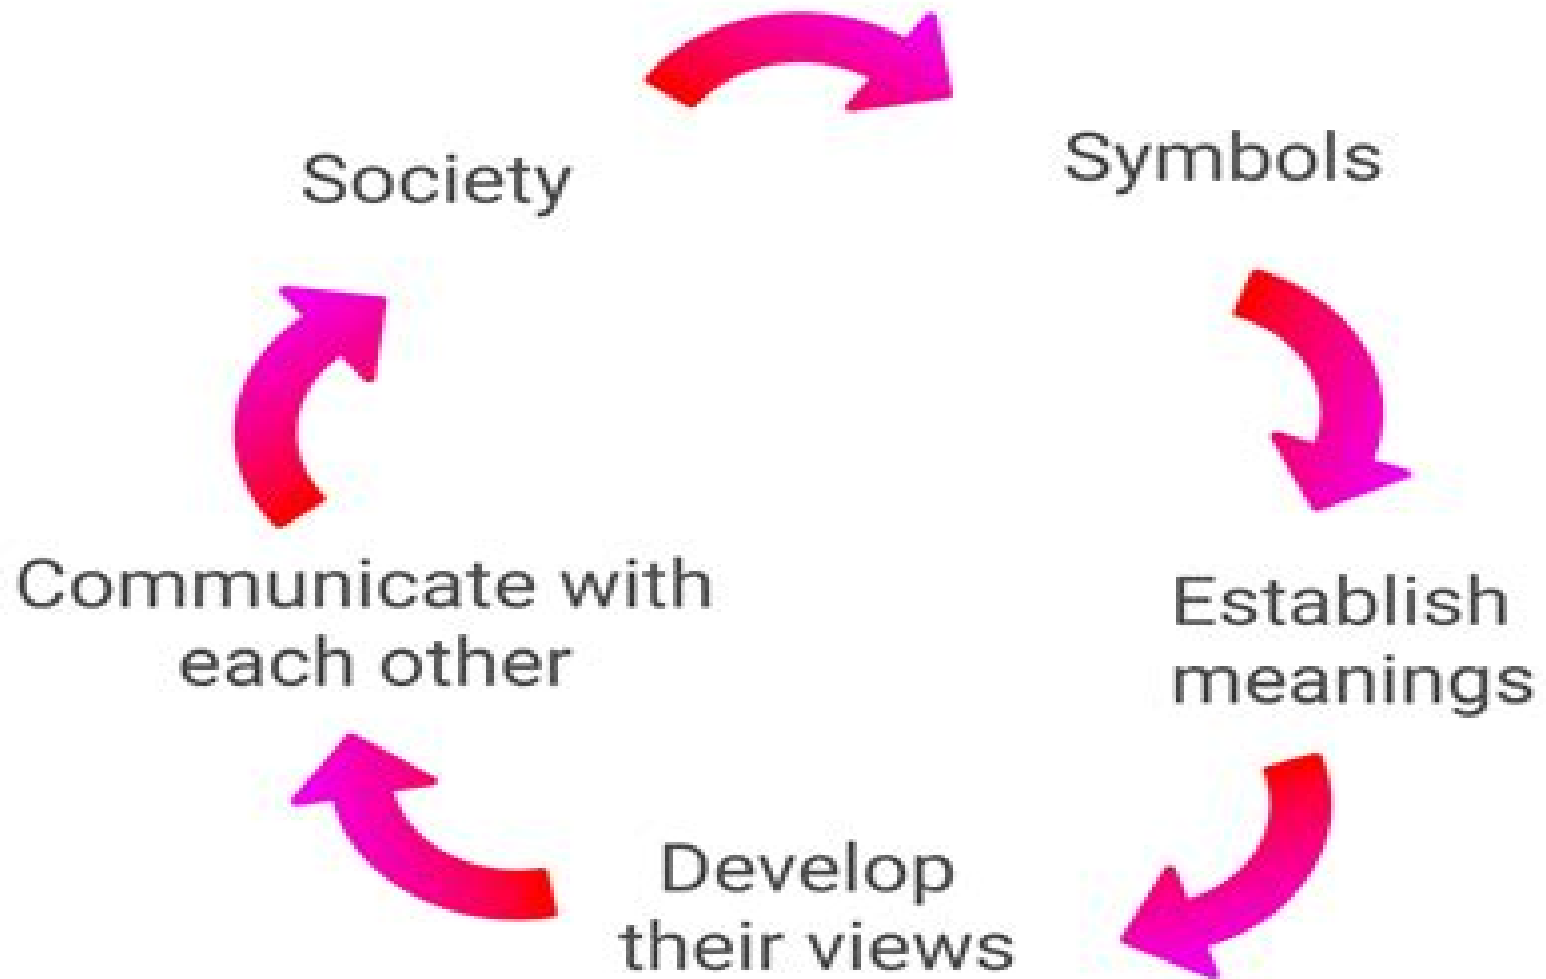 Society
Symbols
Establish
meanings
Develop
their views
Communicate with
each other